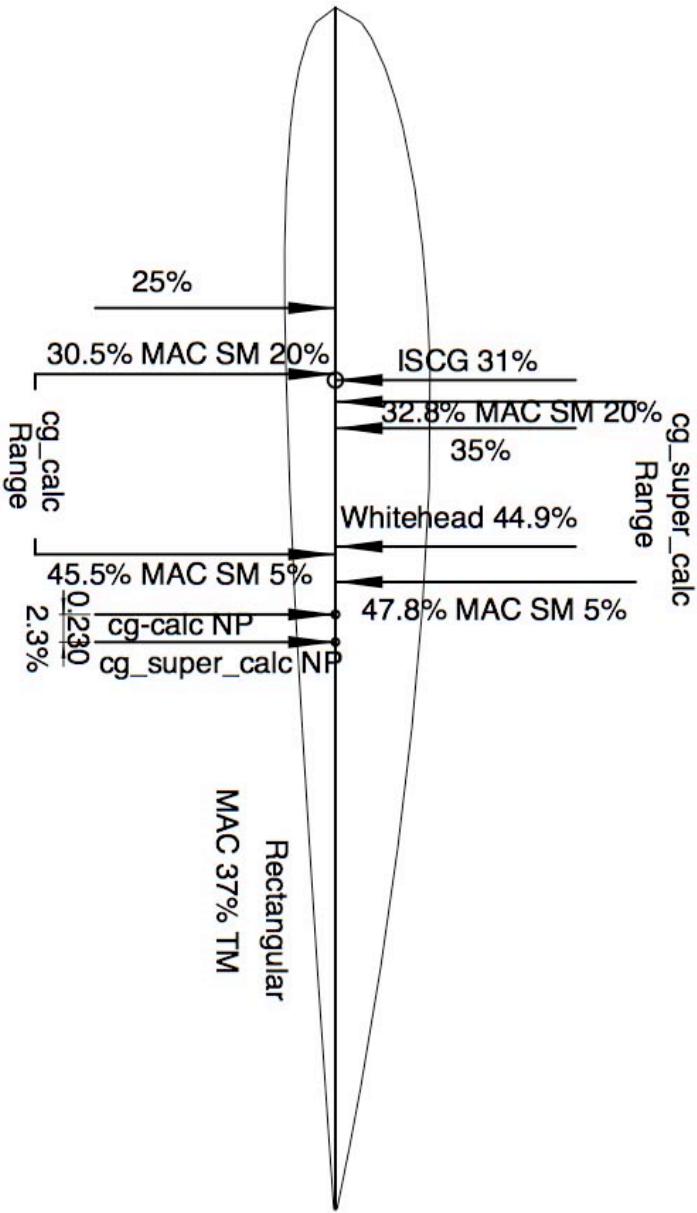 25%
30.5% MAC SM 20%
ISCG 31%
32.8% MAC SM 20%
35%
cg_calc
Range
cg_super_calc
Range
Whitehead 44.9%
45.5% MAC SM 5%
47.8% MAC SM 5%
0.230
2.3%
cg-calc NP
cg_super_calc NP
Rectangular
MAC 37% TM